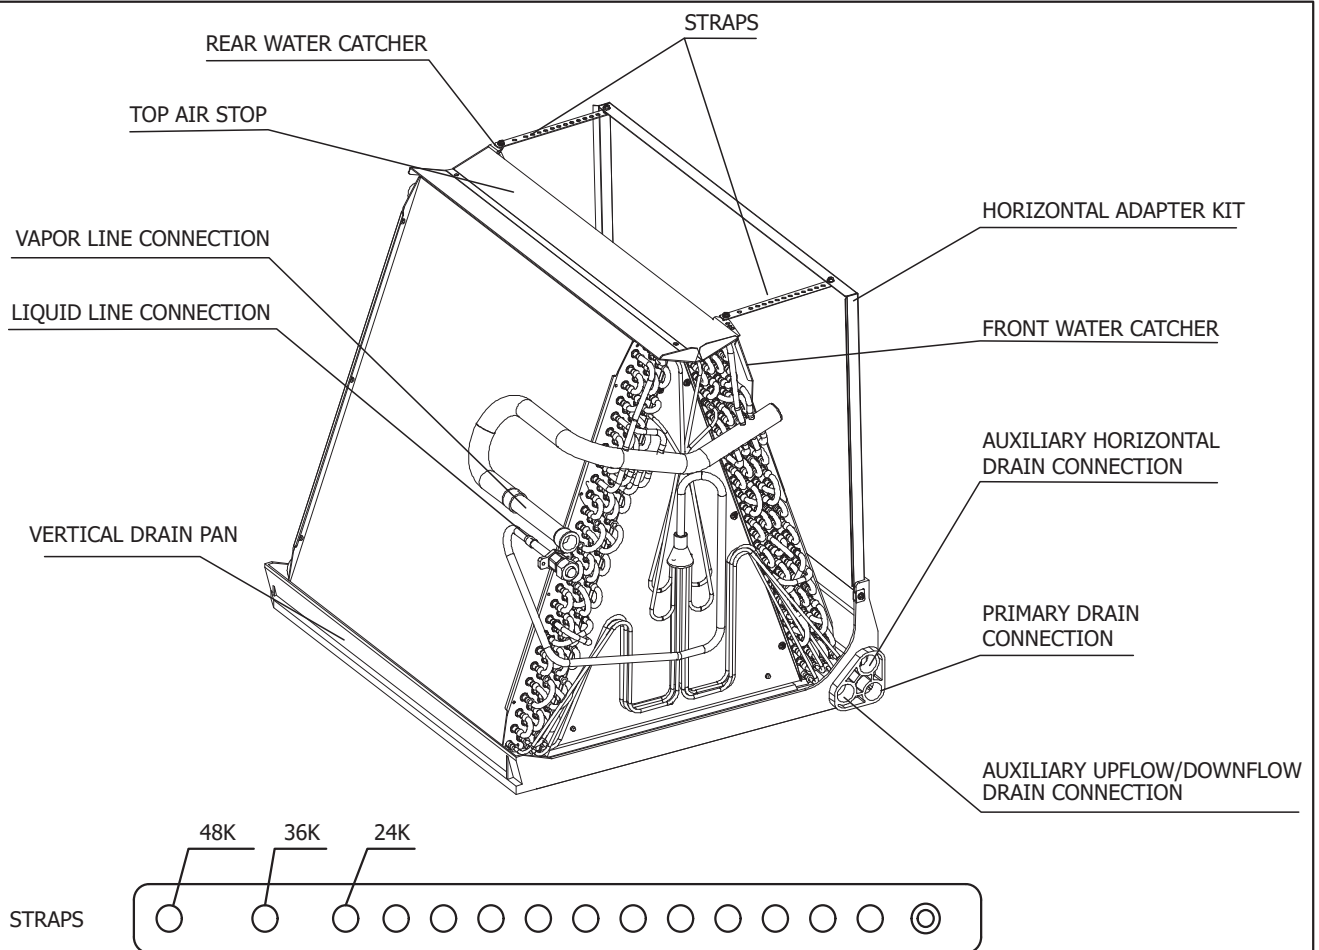 STRAPS
REAR WATER CATCHER
TOP AIR STOP
HORIZONTAL ADAPTER KIT
VAPOR LINE CONNECTION
LIQUID LINE CONNECTION
FRONT WATER CATCHER
AUXILIARY HORIZONTAL
DRAIN CONNECTION
VERTICAL DRAIN PAN
PRIMARY DRAIN
CONNECTION
AUXILIARY UPFLOW/DOWNFLOW
DRAIN CONNECTION
48K 36K 24K
STRAPS